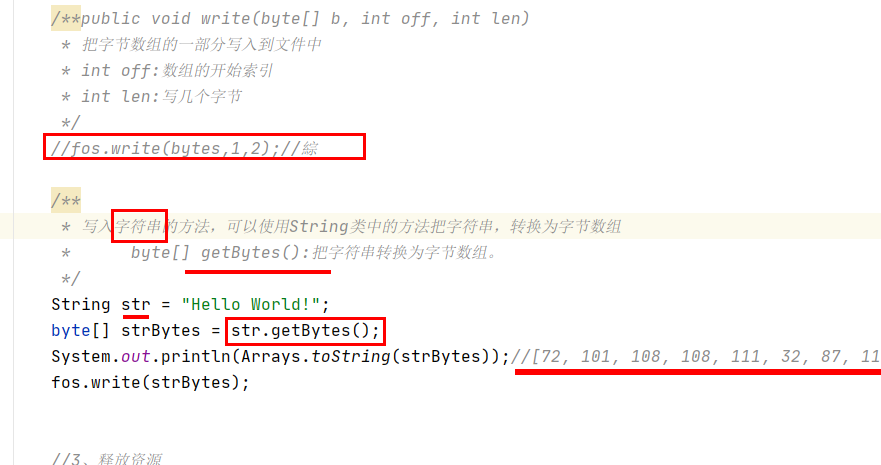 /**public void write(byte[] b, int off, int len)
* 把字节数组的一部分写入到文件中
* int off:数组的开始索引
* int len:写几个字节
*/
//fos.write(bytes,1,2);//綜
/**
* 写入字符串的方法，可以使用String类中的方法把字符串，转换为字节数组
* byte[] getBytes():把字符串转换为字节数组。
*/
String str = "Hello World!";
byte[] strBytes = str.getBytes();
System.out.println(Arrays.toString(strBytes));//[72, 101, 108, 108, 111, 32, 87, 11
fos.write(strBytes);
//3、释放资源